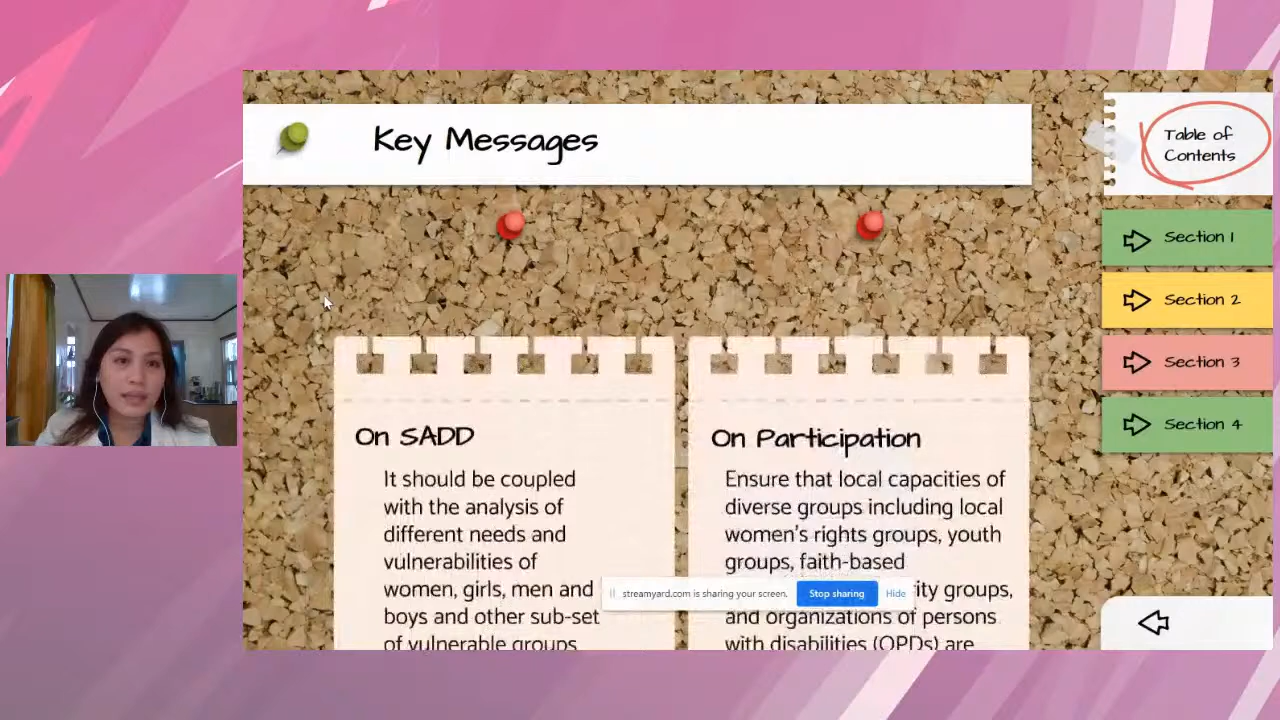 Key Messages
Table of
Contents
Section 1
Section 2
Section 3
Section 4
On SADD
It should be coupled
with the analysis of
different needs and
vulnerabilities of
women, girls, men and
boys and other sub-set
of vulnerable groups
On Participation
Ensure that local capacities of
diverse groups including local
women's rights groups, youth
groups, faith-based
groups,
and organizations of persons
with disabilities (OPDs) are
streamyard.com is sharing your screen.
Stop sharing
Hide